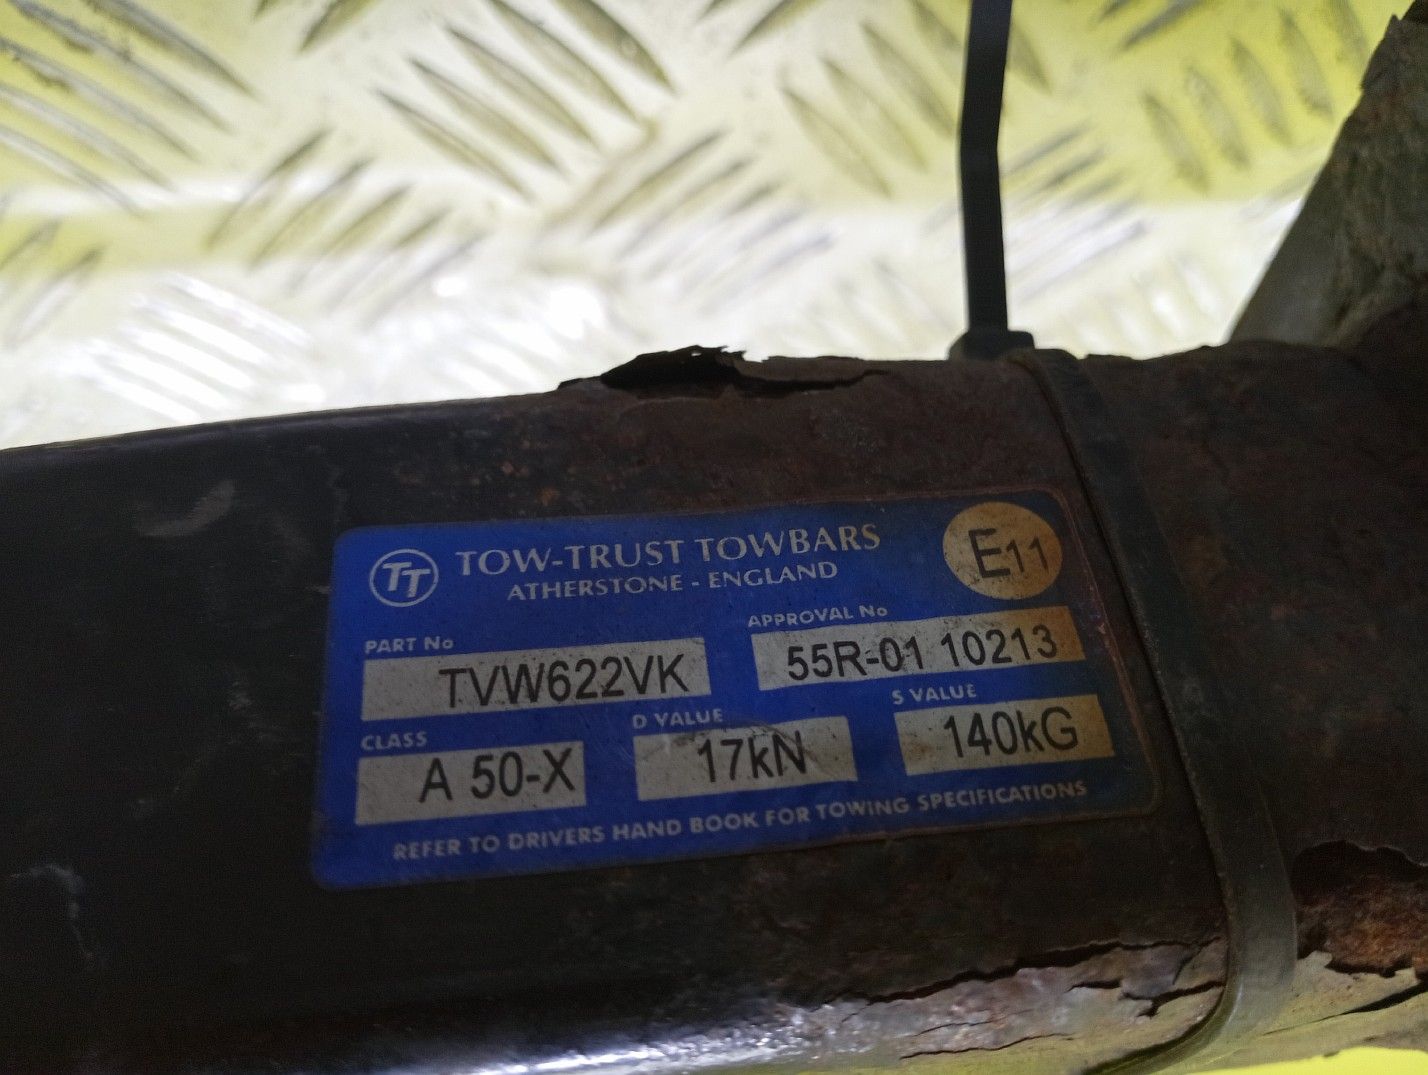 TT
TOW-TRUST TOWBARS
ATHERSTONE - ENGLAND
E11
PART No
APPROVAL No
TVW622VK
55R-01 10213
CLASS
D VALUE
S VALUE
A 50-X
17kN
140kG
REFER TO DRIVERS HAND BOOK FOR TOWING SPECIFICATIONS